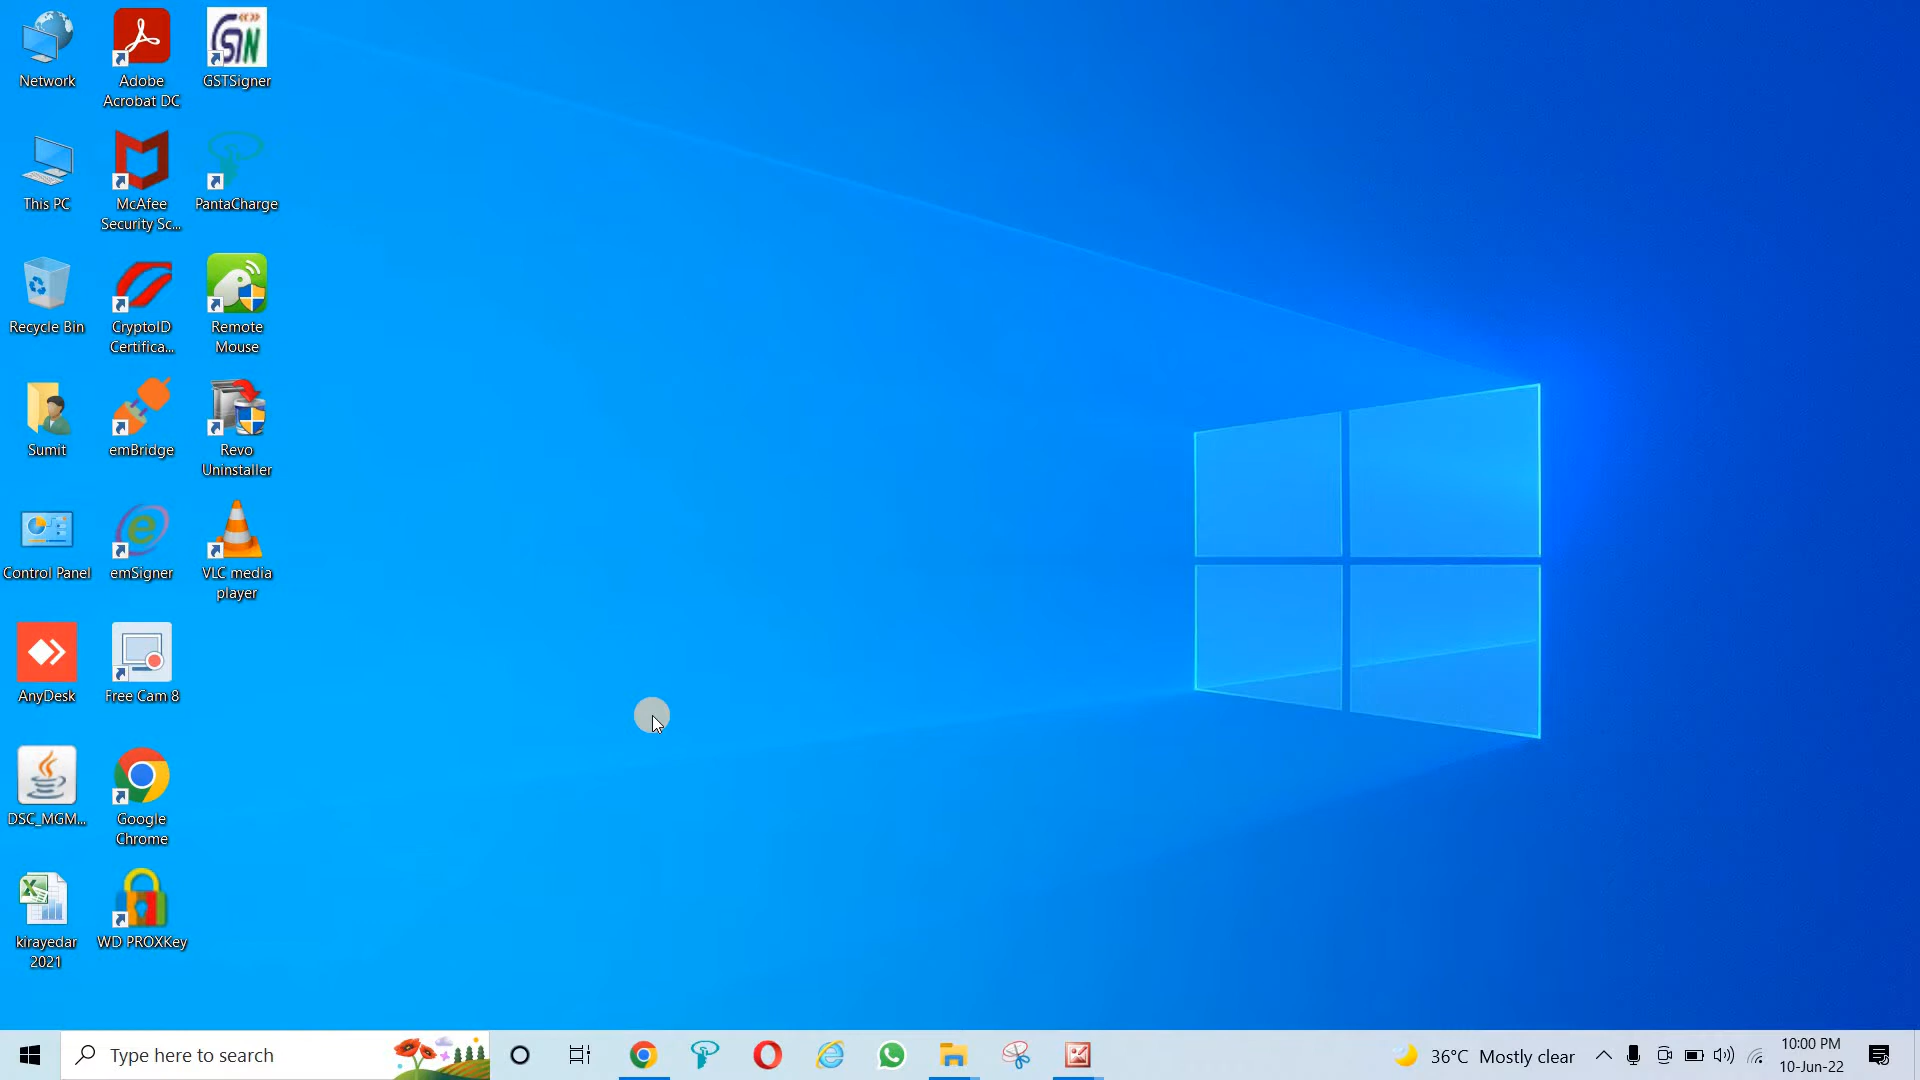 Network
Adobe
Acrobat DC
GSTSigner
This PC
McAfee
Security Sc...
PantaCharge
Recycle Bin
CryptoID
Certifica...
Remote
Mouse
Sumit
emBridge
Revo
Uninstaller
Control Panel
emSigner
VLC media
player
AnyDesk
Free Cam 8
DSC_MGM...
Google
Chrome
kirayedar
2021
WD PROXKey
Type here to search
36°C Mostly clear
10:00 PM
10-Jun-22